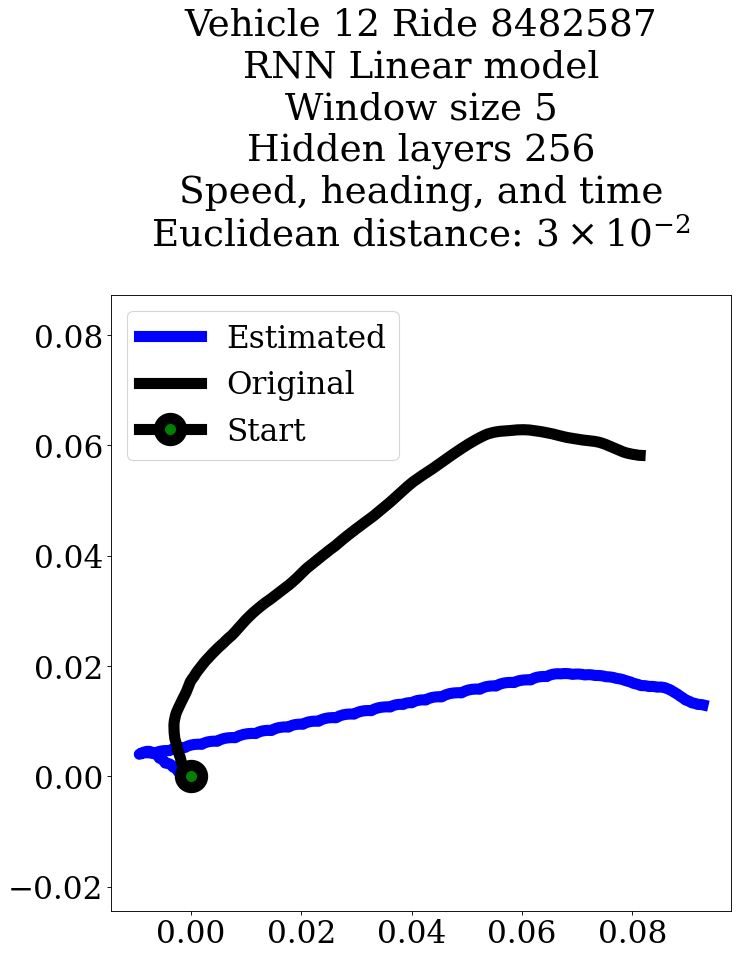 Vehicle 12 Ride 8482587
RNN Linear model
Window size 5
Hidden layers 256
Speed, heading, and time
Euclidean distance: 3 × 10⁻²
Estimated
Original
Start
0.08
0.06
0.04
0.02
0.00
−0.02
0.00 0.02 0.04 0.06 0.08